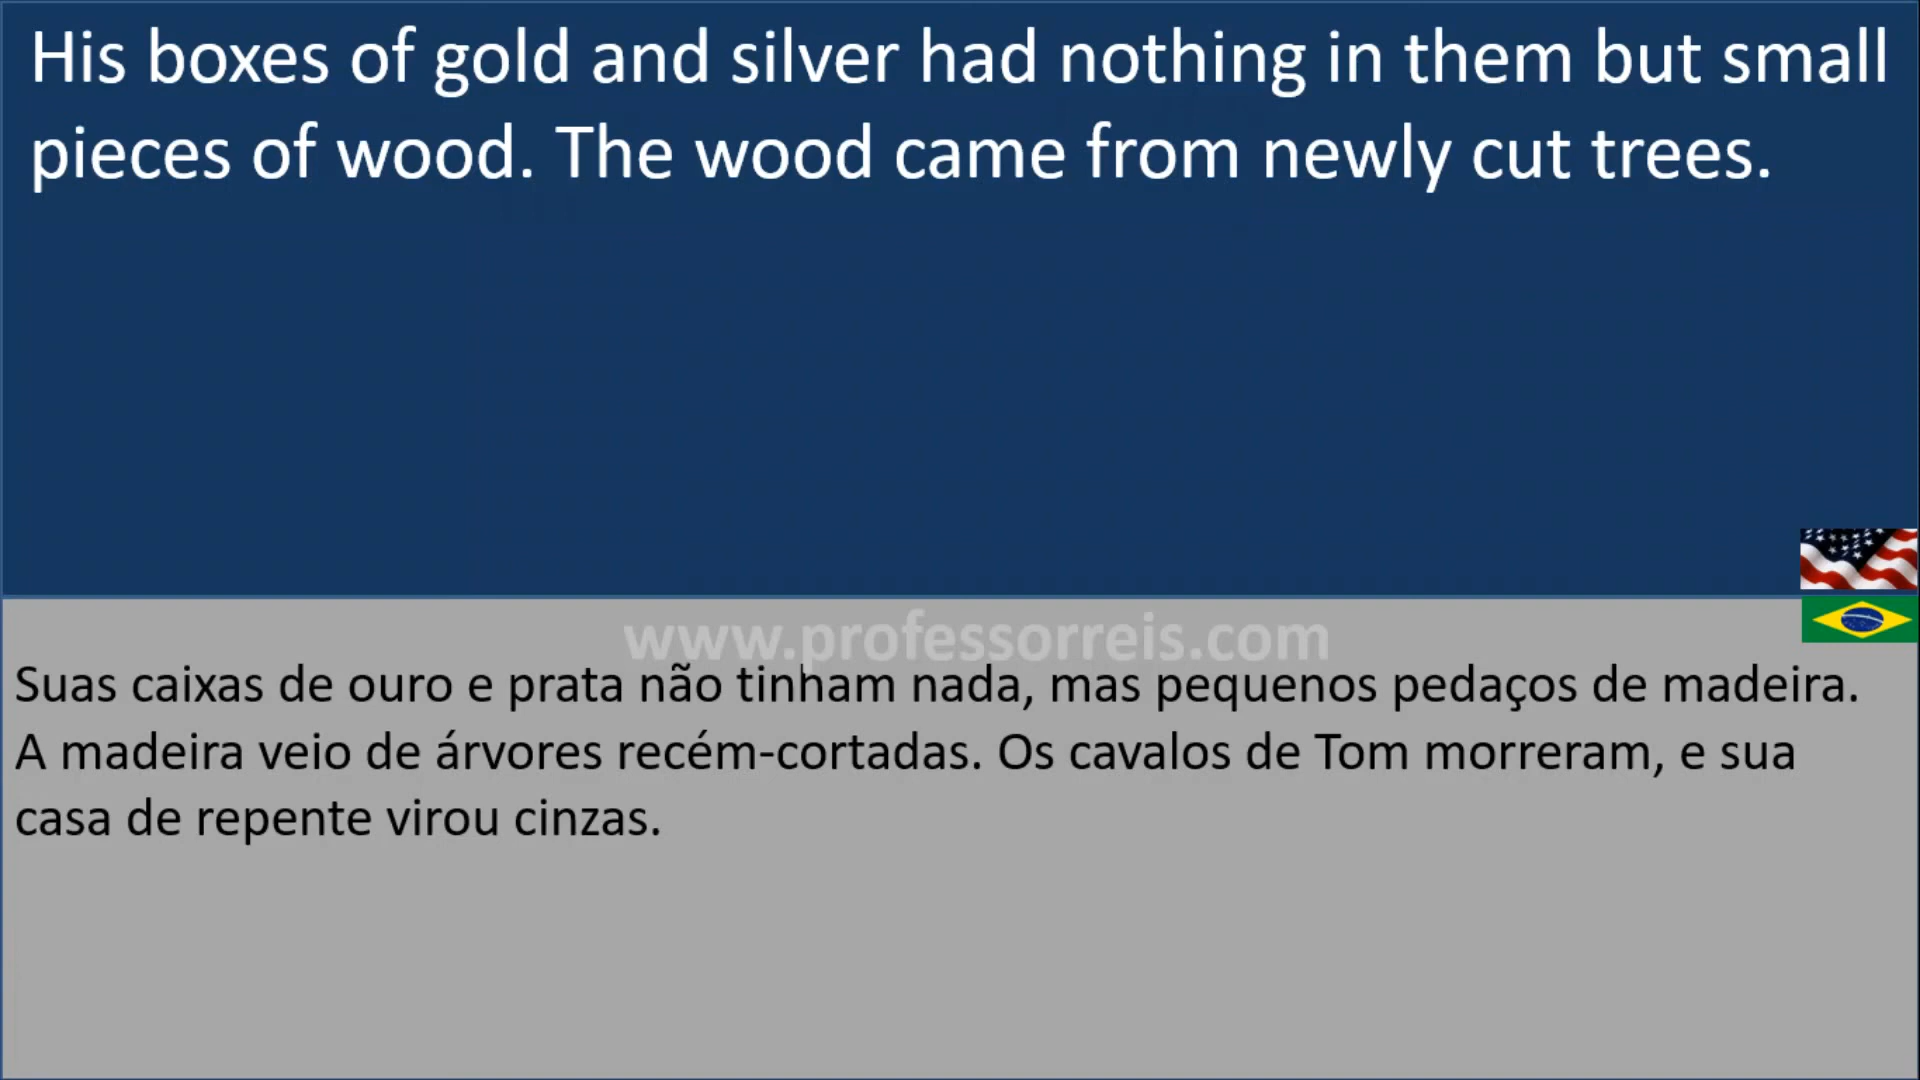 His boxes of gold and silver had nothing in them but small
pieces of wood. The wood came from newly cut trees.
www.professorreis.com
Suas caixas de ouro e prata não tinham nada, mas pequenos pedaços de madeira.
A madeira veio de árvores recém-cortadas. Os cavalos de Tom morreram, e sua
casa de repente virou cinzas.